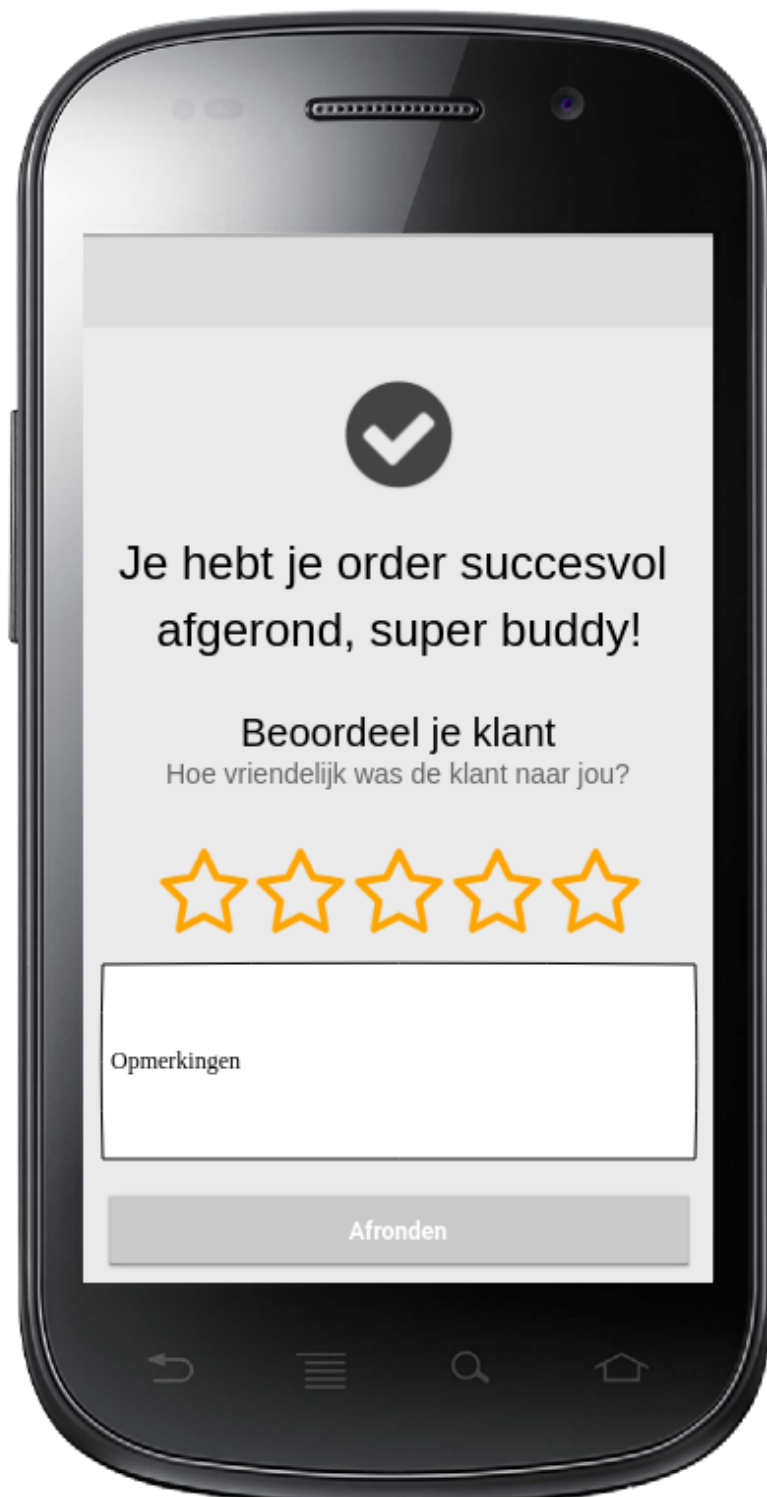 Je hebt je order succesvol
afgerond, super buddy!
Beoordeel je klant
Hoe vriendelijk was de klant naar jou?
Opmerkingen
Afronden